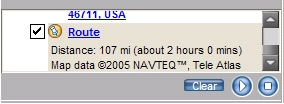 46711, USA
Route
Distance: 107 mi (about 2 hours 0 mins)
Map data ©2005 NAVTEQ™, Tele Atlas
Clear